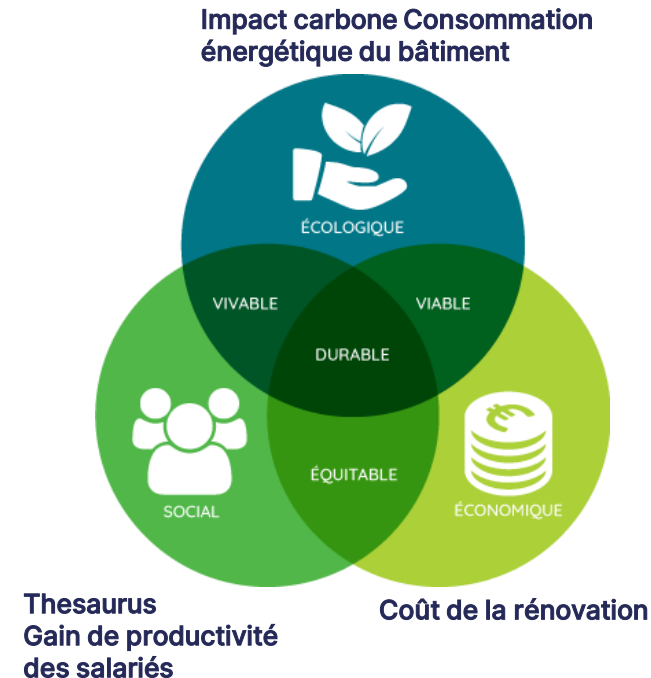 Impact carbone Consommation
énergétique du bâtiment
ÉCOLOGIQUE
VIVABLE
VIABLE
DURABLE
ÉQUITABLE
SOCIAL
ÉCONOMIQUE
Thesaurus
Gain de productivité
des salariés
Coût de la rénovation